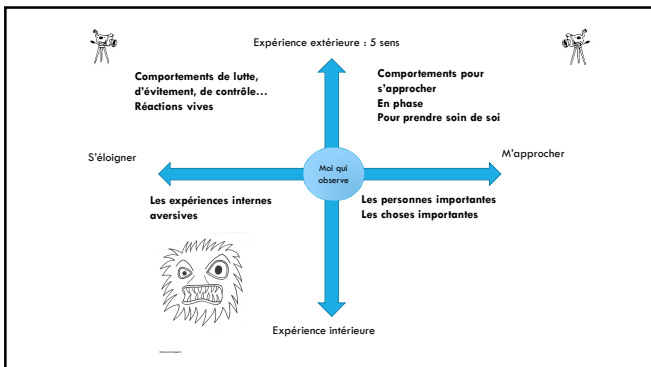 Expérience extérieure : 5 sens
Comportements de lutte,
d'évitement, de contrôle…
Réactions vives
Comportements pour
s'approcher
En phase
Pour prendre soin de soi
S'éloigner
Moi qui
observe
M'approcher
Les expériences internes
aversives
Les personnes importantes
Les choses importantes
Expérience intérieure